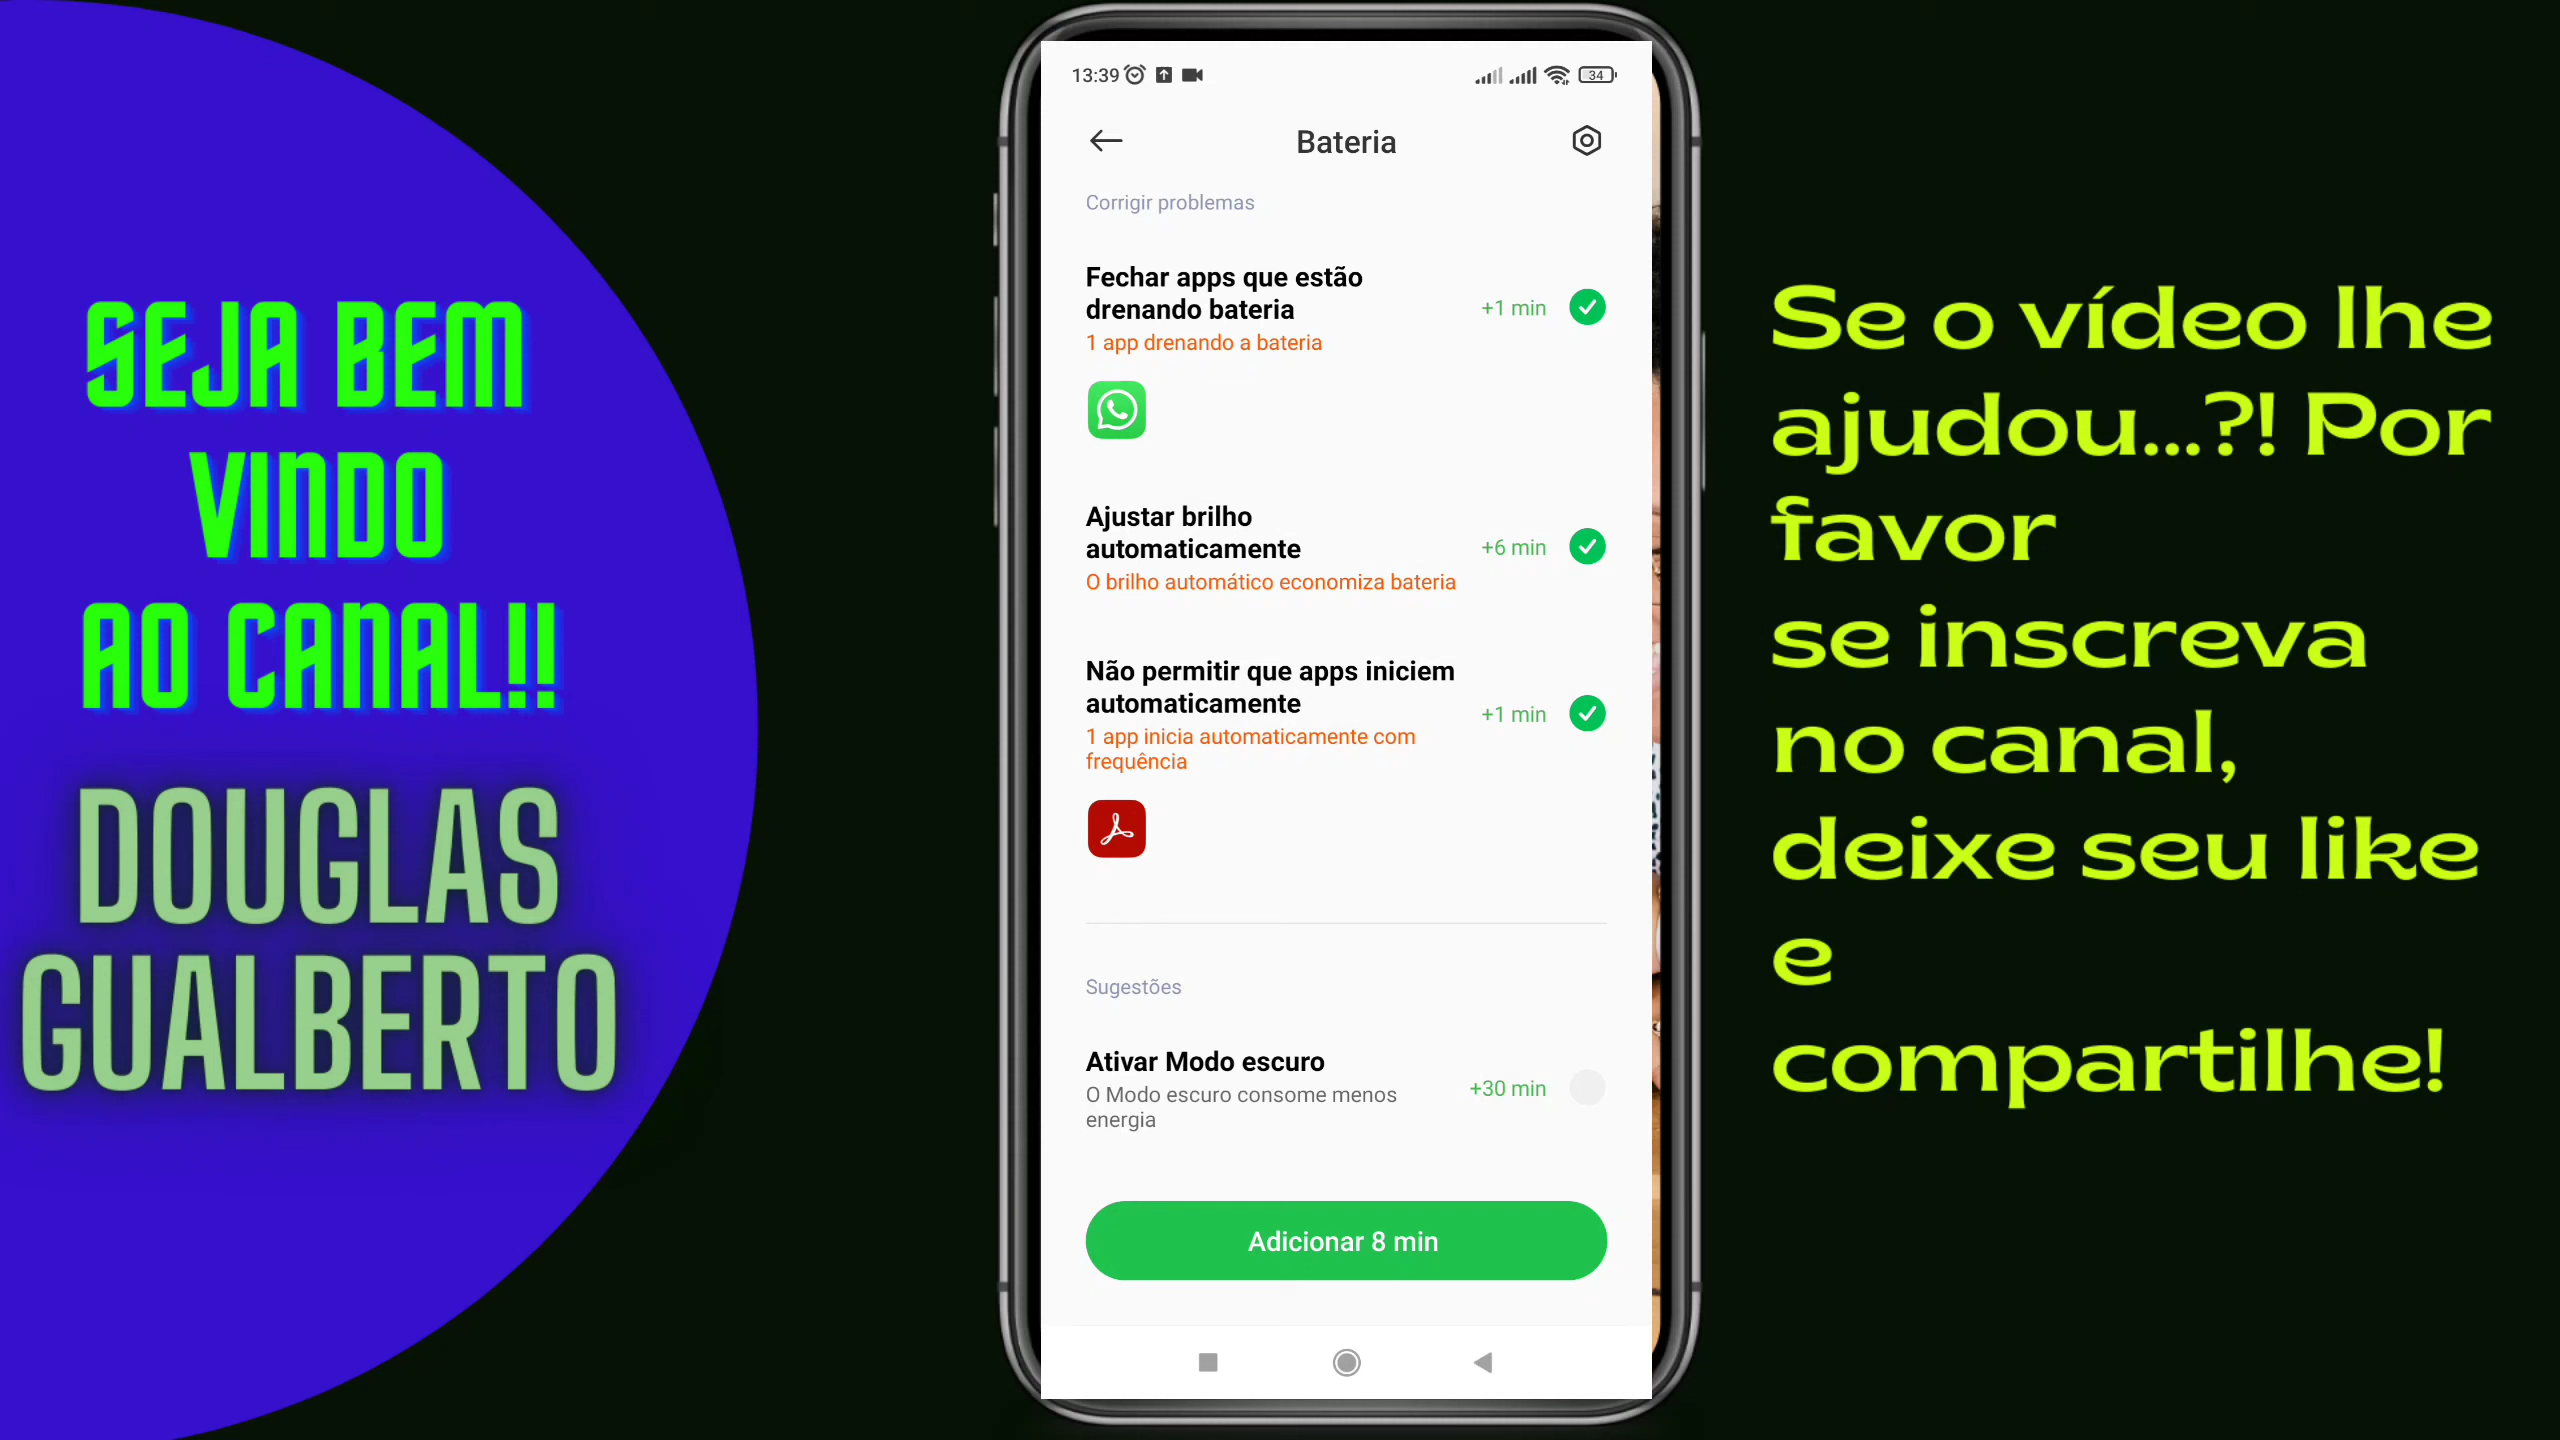 SEJA BEM
VINDO
AO CANAL!!
DOUGLAS
GUALBERTO
13:39
34
Bateria
Corrigir problemas
Fechar apps que estão
drenando bateria
+1 min
1 app drenando a bateria
Ajustar brilho
automaticamente
+6 min
O brilho automático economiza bateria
Não permitir que apps iniciem
automaticamente
+1 min
1 app inicia automaticamente com
frequência
Sugestões
Ativar Modo escuro
+30 min
O Modo escuro consome menos
energia
Adicionar 8 min
Se o vídeo lhe
ajudou...?! Por
favor
se inscreva
no canal,
deixe seu like
e
compartilhe!